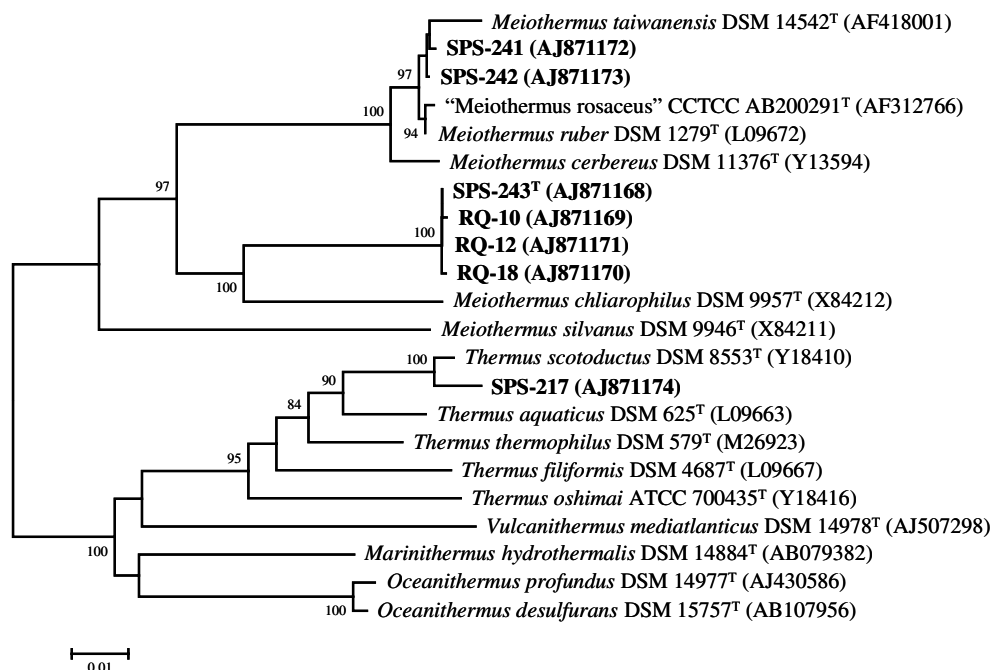 Meiothermus taiwanensis DSM 14542ᵀ (AF418001)
SPS-241 (AJ871172)
97
SPS-242 (AJ871173)
“Meiothermus rosaceus” CCTCC AB200291ᵀ (AF312766)
100
94
Meiothermus ruber DSM 1279ᵀ (L09672)
Meiothermus cerbereus DSM 11376ᵀ (Y13594)
97
SPS-243ᵀ (AJ871168)
RQ-10 (AJ871169)
100
RQ-12 (AJ871171)
RQ-18 (AJ871170)
100
Meiothermus chliarophilus DSM 9957ᵀ (X84212)
Meiothermus silvanus DSM 9946ᵀ (X84211)
100
Thermus scotoductus DSM 8553ᵀ (Y18410)
90
SPS-217 (AJ871174)
84
Thermus aquaticus DSM 625ᵀ (L09663)
Thermus thermophilus DSM 579ᵀ (M26923)
95
Thermus filiformis DSM 4687ᵀ (L09667)
Thermus oshimai ATCC 700435ᵀ (Y18416)
Vulcanithermus mediatlanticus DSM 14978ᵀ (AJ507298)
100
Marinithermus hydrothermalis DSM 14884ᵀ (AB079382)
Oceanithermus profundus DSM 14977ᵀ (AJ430586)
100
Oceanithermus desulfurans DSM 15757ᵀ (AB107956)
0.01